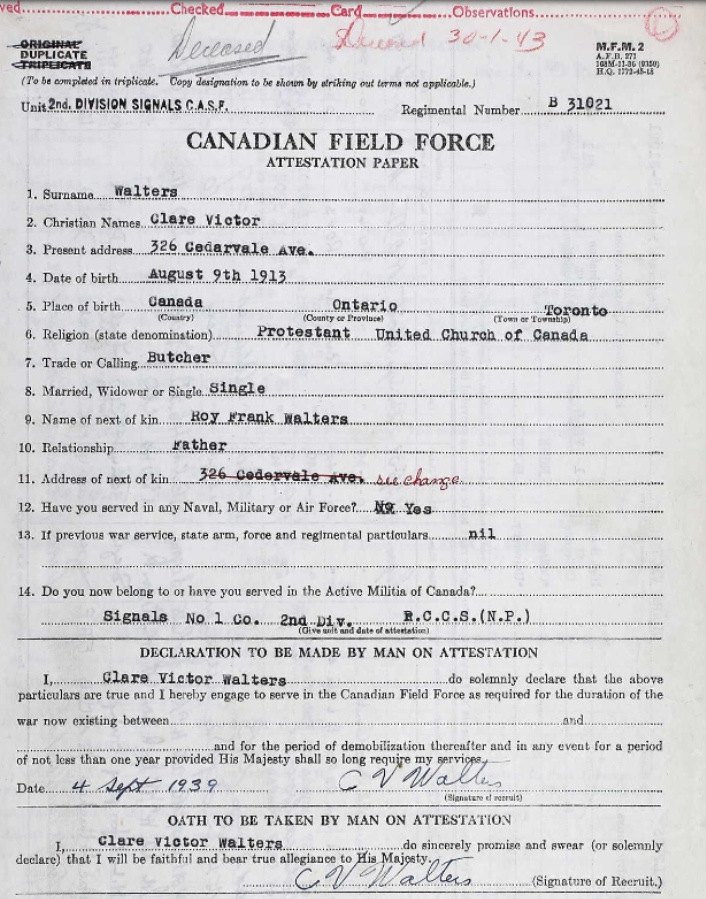 ved.......Checked.......Card.......Observations.......
Deceased
Deceased 30-1-43
ORIGINAL
DUPLICATE
TRIPLICATE
M.F.M. 2
A.F.B. 271
H.Q. 1772-45-18
(To be completed in triplicate. Copy designation to be shown by striking out terms not applicable.)
Unit 2nd. DIVISION SIGNALS C.A.S.F. Regimental Number B 31021
CANADIAN FIELD FORCE
ATTESTATION PAPER
1. Surname Walters
2. Christian Names Clare Victor
3. Present address 326 Cedarvale Ave.
4. Date of birth August 9th 1913
5. Place of birth Canada Ontario Toronto
(Country) (County or Province) (Town or Township)
6. Religion (state denomination) Protestant United Church of Canada
7. Trade or Calling Butcher
8. Married, Widower or Single Single
9. Name of next of kin Roy Frank Walters
10. Relationship Father
11. Address of next of kin 326 Cedervale Ave. see change
12. Have you served in any Naval, Military or Air Force? No Yes
13. If previous war service, state arm, force and regimental particulars nil
14. Do you now belong to or have you served in the Active Militia of Canada?
Signals No 1 Co. 2nd Div. R.C.C.S.(N.P.)
(Give unit and date of attestation)
DECLARATION TO BE MADE BY MAN ON ATTESTATION
I, Clare Victor Walters do solemnly declare that the above
particulars are true and I hereby engage to serve in the Canadian Field Force as required for the duration of the
war now existing between and
and for the period of demobilization thereafter and in any event for a period
of not less than one year provided His Majesty shall so long require my services.
Date 4 Sept 1939 C V Walters
(Signature of recruit)
OATH TO BE TAKEN BY MAN ON ATTESTATION
I, Clare Victor Walters do sincerely promise and swear (or solemnly
declare) that I will be faithful and bear true allegiance to His Majesty.
C V Walters (Signature of Recruit.)